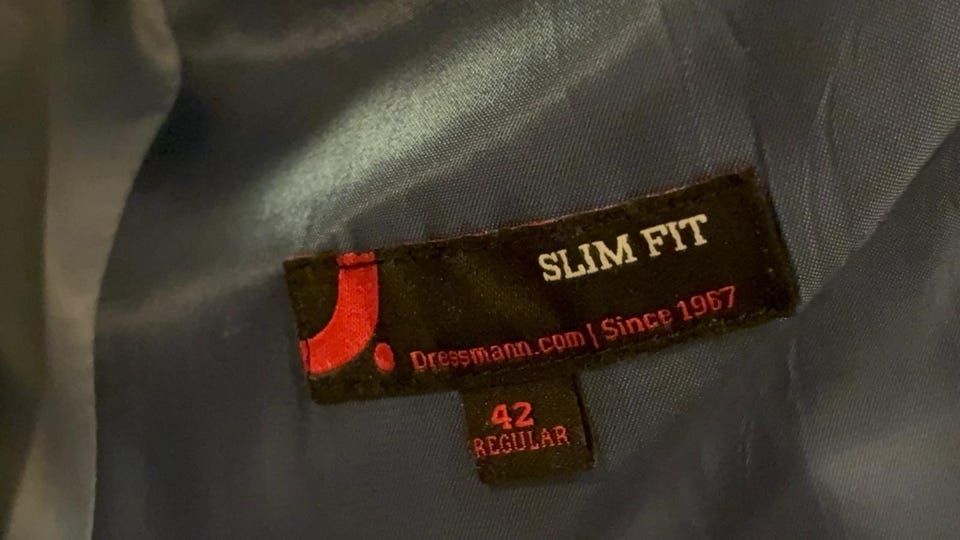 SLIM FIT
Dressmann.com | Since 1967
42
REGULAR